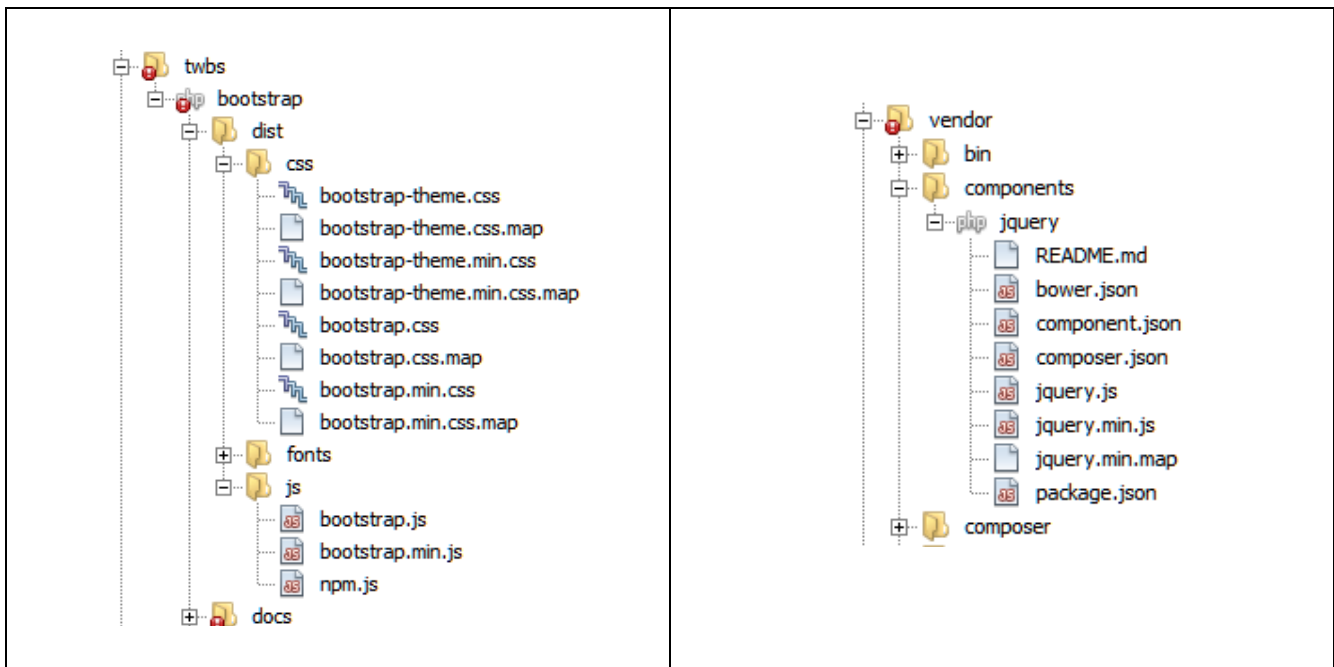 twbs
bootstrap
dist
css
bootstrap-theme.css
bootstrap-theme.css.map
bootstrap-theme.min.css
bootstrap-theme.min.css.map
bootstrap.css
bootstrap.css.map
bootstrap.min.css
bootstrap.min.css.map
fonts
js
bootstrap.js
bootstrap.min.js
npm.js
docs
vendor
bin
components
php jquery
README.md
bower.json
component.json
composer.json
jquery.js
jquery.min.js
jquery.min.map
package.json
composer